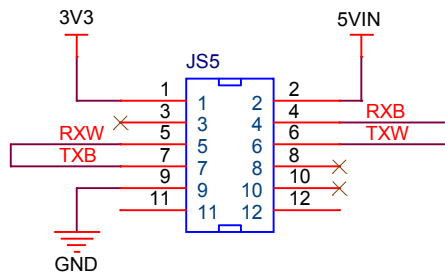 3V3 5VIN
JS5
1 1 2 2
3 3 4 4 RXB
RXW 5 5 6 6 TXW
TXB 7 7 8 8
9 9 10 10
11 11 12 12
GND